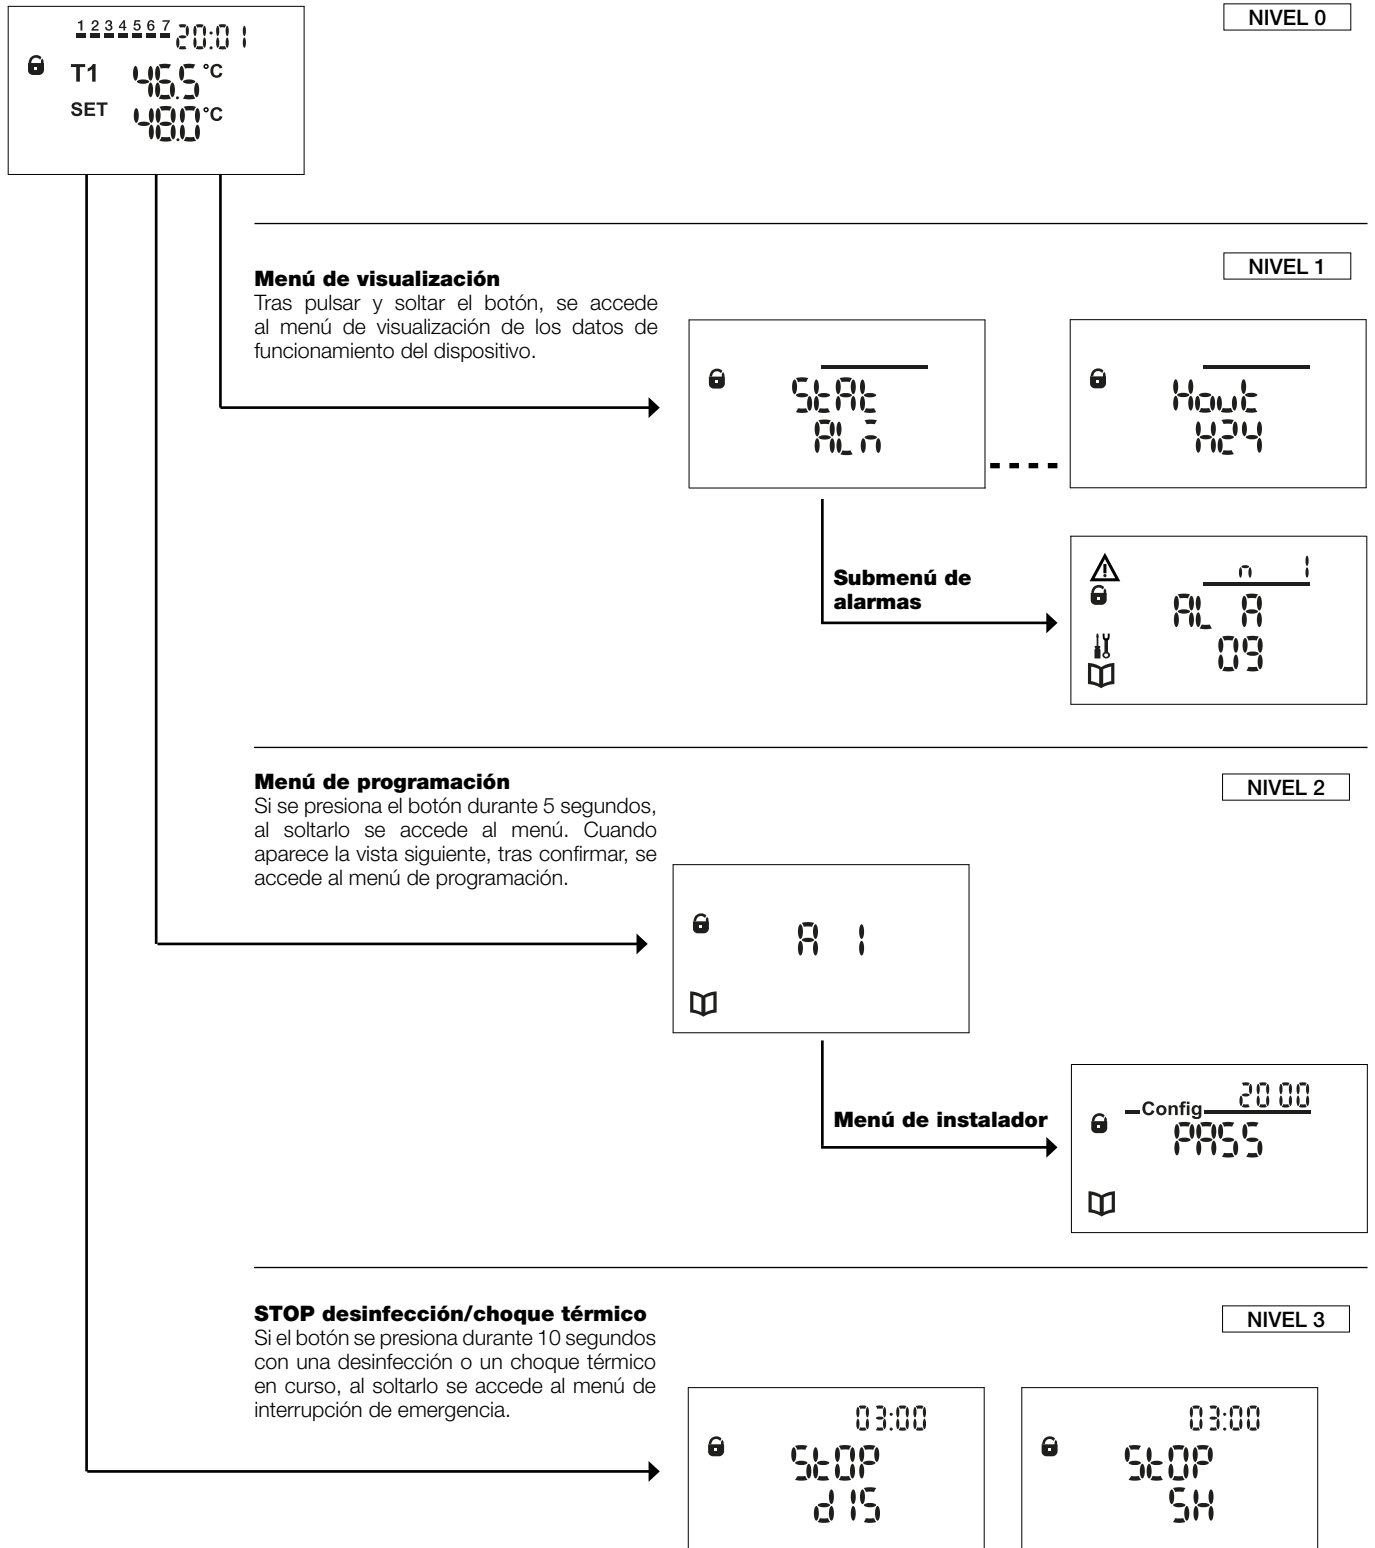 NIVEL 0
1 2 3 4 5 6 7 20:01
T1 46.5 °C
SET 48.0 °C
NIVEL 1
Menú de visualización
Tras pulsar y soltar el botón, se accede
al menú de visualización de los datos de
funcionamiento del dispositivo.
StAt
ALm
Hout
H24
Submenú de
alarmas
n 1
AL A
09
NIVEL 2
Menú de programación
Si se presiona el botón durante 5 segundos,
al soltarlo se accede al menú. Cuando
aparece la vista siguiente, tras confirmar, se
accede al menú de programación.
A 1
Menú de instalador
Config 20 00
PASS
NIVEL 3
STOP desinfección/choque térmico
Si el botón se presiona durante 10 segundos
con una desinfección o un choque térmico
en curso, al soltarlo se accede al menú de
interrupción de emergencia.
03:00
StOP
dIS
03:00
StOP
SH